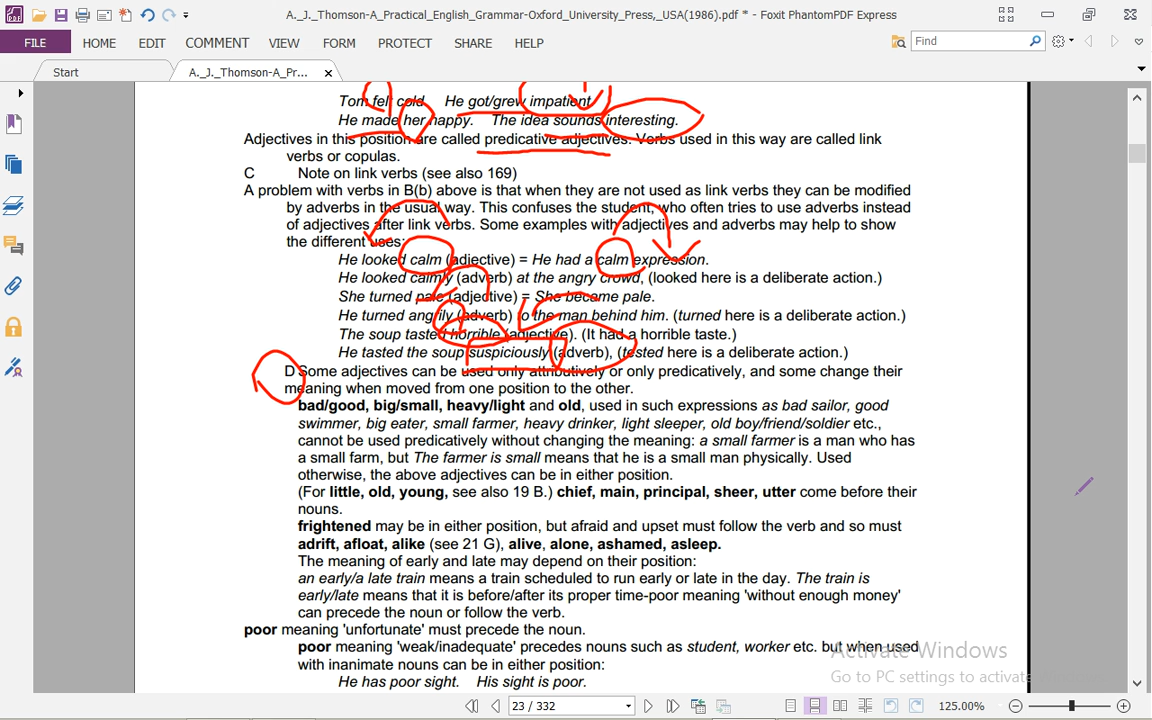 A._J._Thomson-A_Practical_English_Grammar-Oxford_University_Press,_USA(1986).pdf * - Foxit PhantomPDF Express
FILE HOME EDIT COMMENT VIEW FORM PROTECT SHARE HELP Find
Start A._J._Thomson-A_Pr...
Tom felt cold. He got/grew impatient.
He made her happy. The idea sounds interesting.
Adjectives in this position are called predicative adjectives. Verbs used in this way are called link
verbs or copulas.
C Note on link verbs (see also 169)
A problem with verbs in B(b) above is that when they are not used as link verbs they can be modified
by adverbs in the usual way. This confuses the student, who often tries to use adverbs instead
of adjectives after link verbs. Some examples with adjectives and adverbs may help to show
the different uses:
He looked calm (adjective) = He had a calm expression.
He looked calmly (adverb) at the angry crowd, (looked here is a deliberate action.)
She turned pale (adjective) = She became pale.
He turned angrily (adverb) to the man behind him. (turned here is a deliberate action.)
The soup tasted horrible (adjective). (It had a horrible taste.)
He tasted the soup suspiciously (adverb), (tested here is a deliberate action.)
D Some adjectives can be used only attributively or only predicatively, and some change their
meaning when moved from one position to the other.
bad/good, big/small, heavy/light and old, used in such expressions as bad sailor, good
swimmer, big eater, small farmer, heavy drinker, light sleeper, old boy/friend/soldier etc.,
cannot be used predicatively without changing the meaning: a small farmer is a man who has
a small farm, but The farmer is small means that he is a small man physically. Used
otherwise, the above adjectives can be in either position.
(For little, old, young, see also 19 B.) chief, main, principal, sheer, utter come before their
nouns.
frightened may be in either position, but afraid and upset must follow the verb and so must
adrift, afloat, alike (see 21 G), alive, alone, ashamed, asleep.
The meaning of early and late may depend on their position:
an early/a late train means a train scheduled to run early or late in the day. The train is
early/late means that it is before/after its proper time-poor meaning 'without enough money'
can precede the noun or follow the verb.
poor meaning 'unfortunate' must precede the noun.
poor meaning 'weak/inadequate' precedes nouns such as student, worker etc. but when used
with inanimate nouns can be in either position:
He has poor sight. His sight is poor.
Activate Windows
Go to PC settings to activate
23 / 332 125.00%